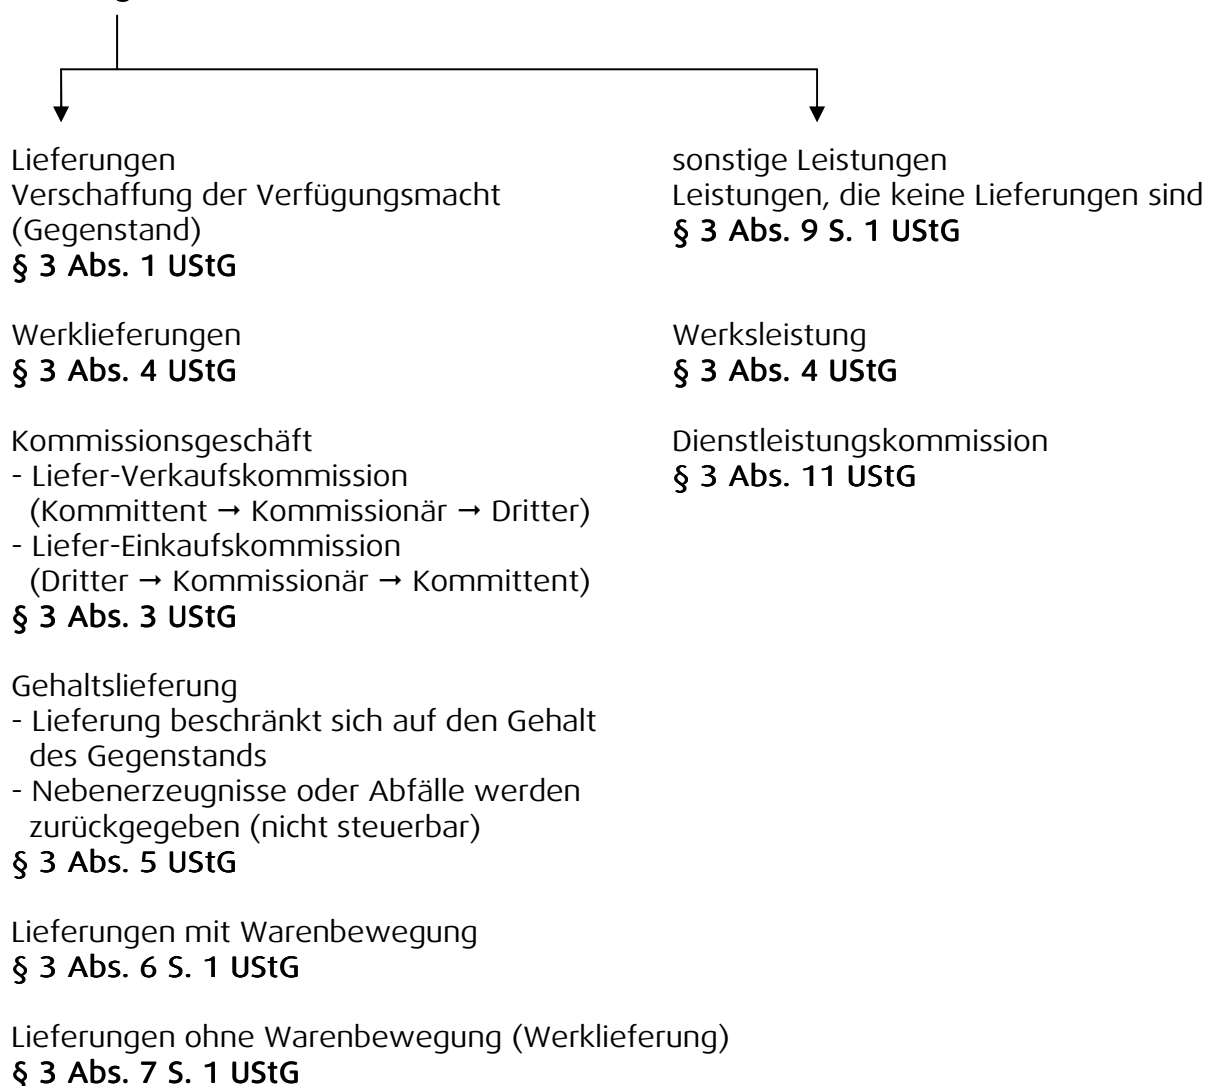 Lieferungen
Verschaffung der Verfügungsmacht
(Gegenstand)
§ 3 Abs. 1 UStG
sonstige Leistungen
Leistungen, die keine Lieferungen sind
§ 3 Abs. 9 S. 1 UStG
Werklieferungen
§ 3 Abs. 4 UStG
Werksleistung
§ 3 Abs. 4 UStG
Kommissionsgeschäft
- Liefer-Verkaufskommission
(Kommittent → Kommissionär → Dritter)
- Liefer-Einkaufskommission
(Dritter → Kommissionär → Kommittent)
§ 3 Abs. 3 UStG
Dienstleistungskommission
§ 3 Abs. 11 UStG
Gehaltslieferung
- Lieferung beschränkt sich auf den Gehalt
des Gegenstands
- Nebenerzeugnisse oder Abfälle werden
zurückgegeben (nicht steuerbar)
§ 3 Abs. 5 UStG
Lieferungen mit Warenbewegung
§ 3 Abs. 6 S. 1 UStG
Lieferungen ohne Warenbewegung (Werklieferung)
§ 3 Abs. 7 S. 1 UStG